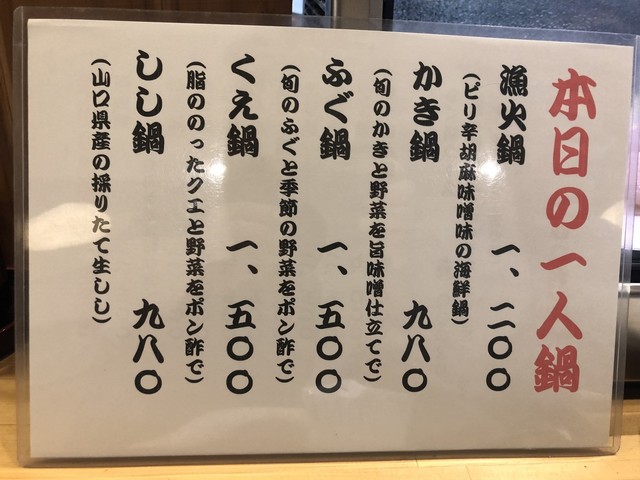 本日の一人鍋
漁火鍋 一、二〇〇
(ピリ辛胡麻味噌味の海鮮鍋)
かき鍋 九八〇
(旬のかきと野菜を旨味噌仕立てで)
ふぐ鍋 一、五〇〇
(旬のふぐと季節の野菜をポン酢で)
くえ鍋 一、五〇〇
(脂ののったクエと野菜をポン酢で)
しし鍋 九八〇
(山口県産の採りたて生しし)